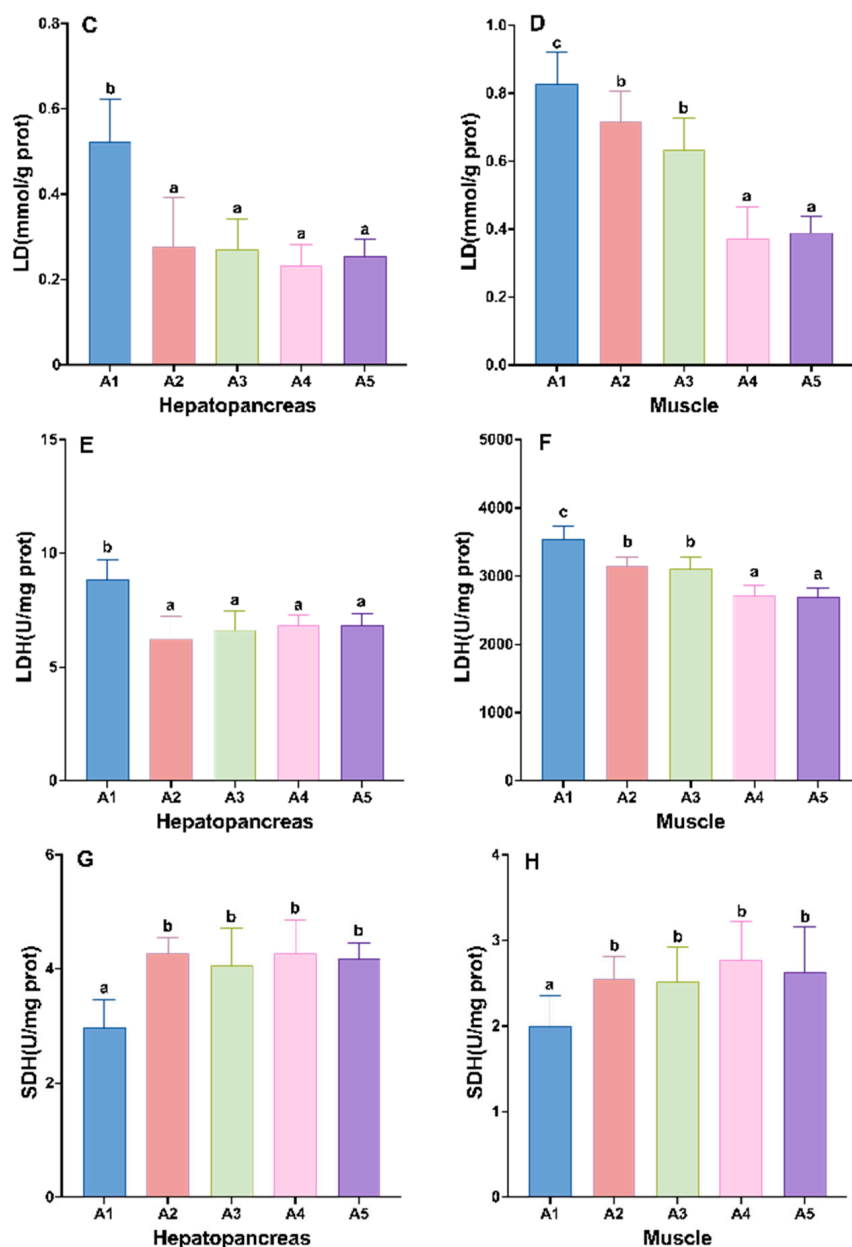 C
LD(mmol/g prot)
0.8
0.6
0.4
0.2
0
b
a
a
a
a
A1 A2 A3 A4 A5
Hepatopancreas
D
LD(mmol/g prot)
1.0
0.8
0.6
0.4
0.2
0.0
c
b
b
a
a
A1 A2 A3 A4 A5
Muscle
E
LDH(U/mg prot)
15
10
5
0
b
a
a
a
a
A1 A2 A3 A4 A5
Hepatopancreas
F
LDH(U/mg prot)
5000
4000
3000
2000
1000
0
c
b
b
a
a
A1 A2 A3 A4 A5
Muscle
G
SDH(U/mg prot)
6
4
2
0
a
b
b
b
b
A1 A2 A3 A4 A5
Hepatopancreas
H
SDH(U/mg prot)
4
3
2
1
0
a
b
b
b
b
A1 A2 A3 A4 A5
Muscle